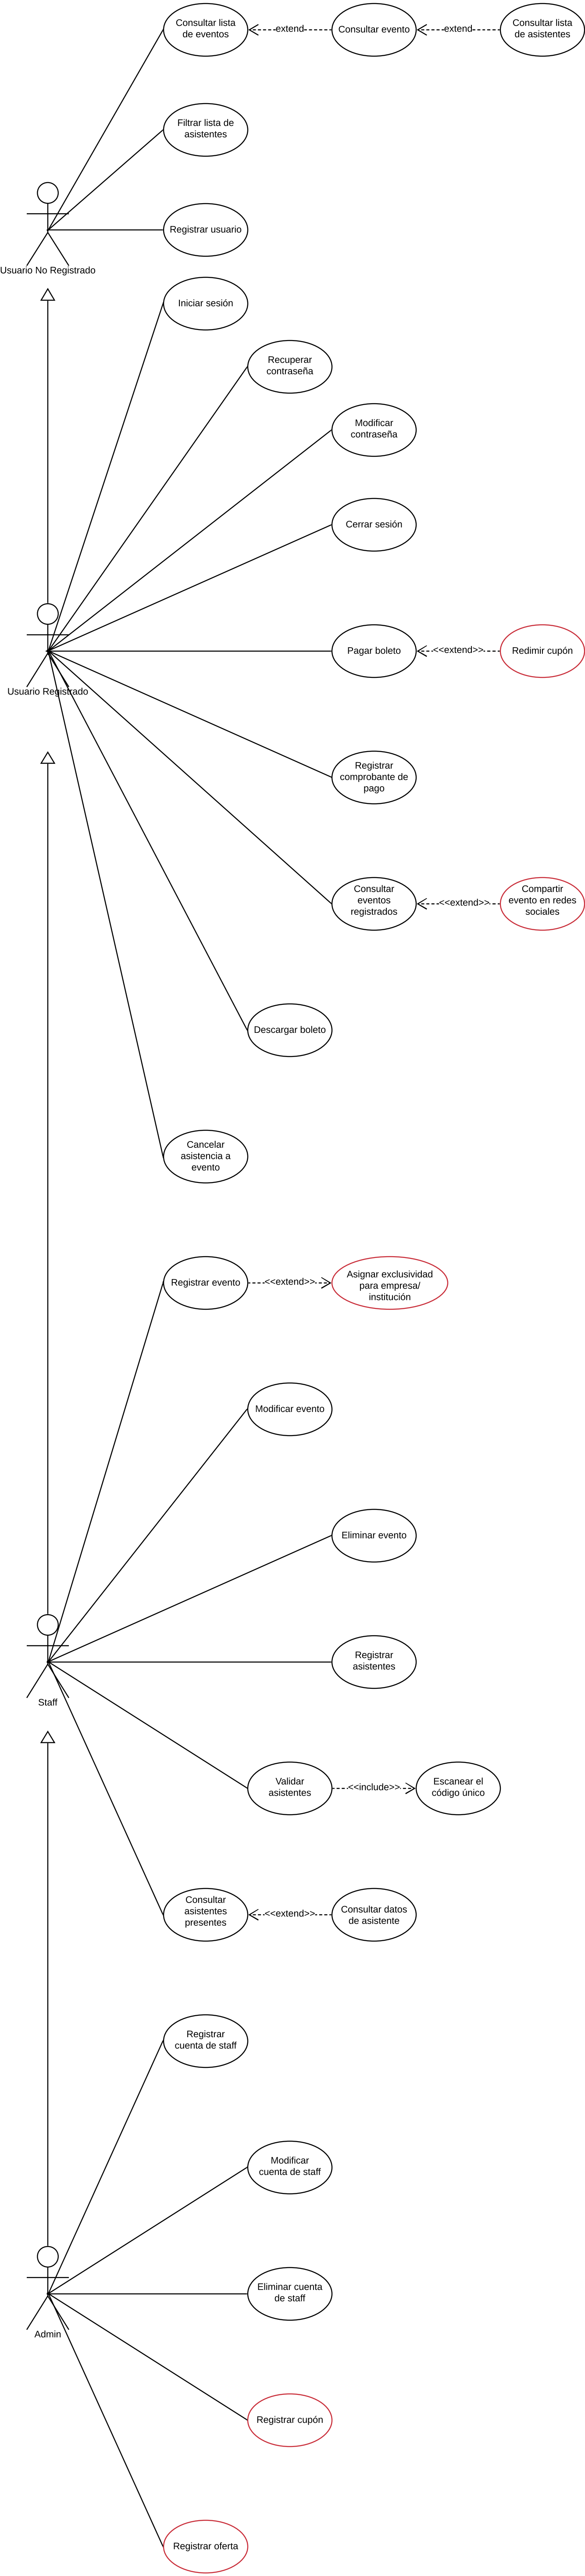 Consultar lista
de eventos
extend
Consultar evento
extend
Consultar lista
de asistentes
Filtrar lista de
asistentes
Registrar usuario
Usuario No Registrado
Iniciar sesión
Recuperar
contraseña
Modificar
contraseña
Cerrar sesión
Pagar boleto
<<extend>>
Redimir cupón
Usuario Registrado
Registrar
comprobante de
pago
Consultar
eventos
registrados
<<extend>>
Compartir
evento en redes
sociales
Descargar boleto
Cancelar
asistencia a
evento
Registrar evento
<<extend>>
Asignar exclusividad
para empresa/
institución
Modificar evento
Eliminar evento
Registrar
asistentes
Staff
Validar
asistentes
<<include>>
Escanear el
código único
Consultar
asistentes
presentes
<<extend>>
Consultar datos
de asistente
Registrar
cuenta de staff
Modificar
cuenta de staff
Eliminar cuenta
de staff
Admin
Registrar cupón
Registrar oferta